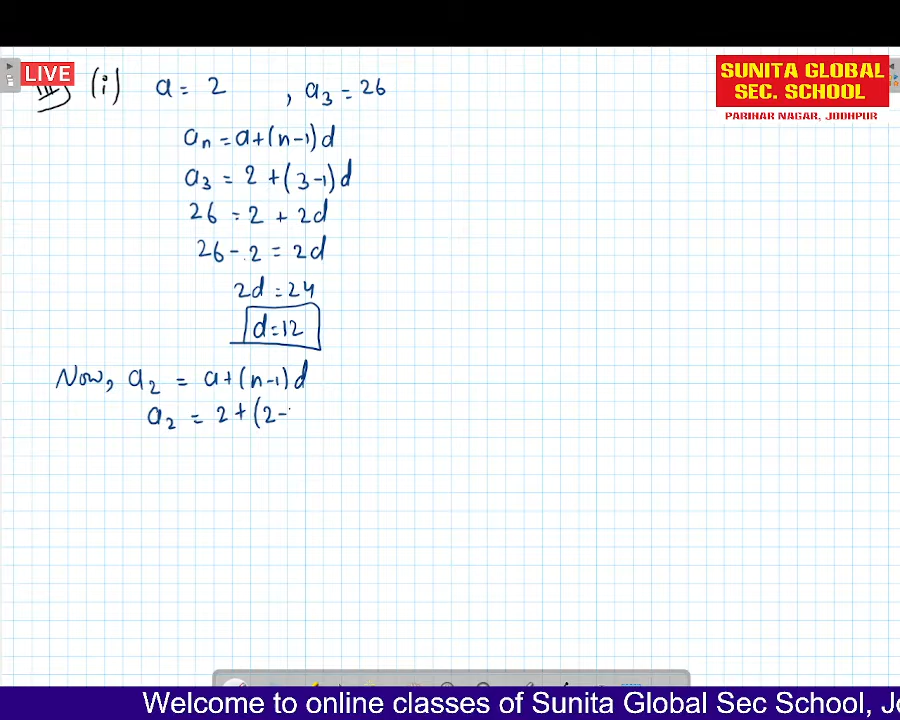 LIVE
III) (i) a = 2 , a₃ = 26
SUNITA GLOBAL
SEC. SCHOOL
PARIHAR NAGAR, JODHPUR
aₙ = a+(n-1)d
a₃ = 2 + (3-1)d
26 = 2 + 2d
26 - 2 = 2d
2d = 24
d = 12
Now, a₂ = a+(n-1)d
a₂ = 2 + (2-
Welcome to online classes of Sunita Global Sec School, Jo